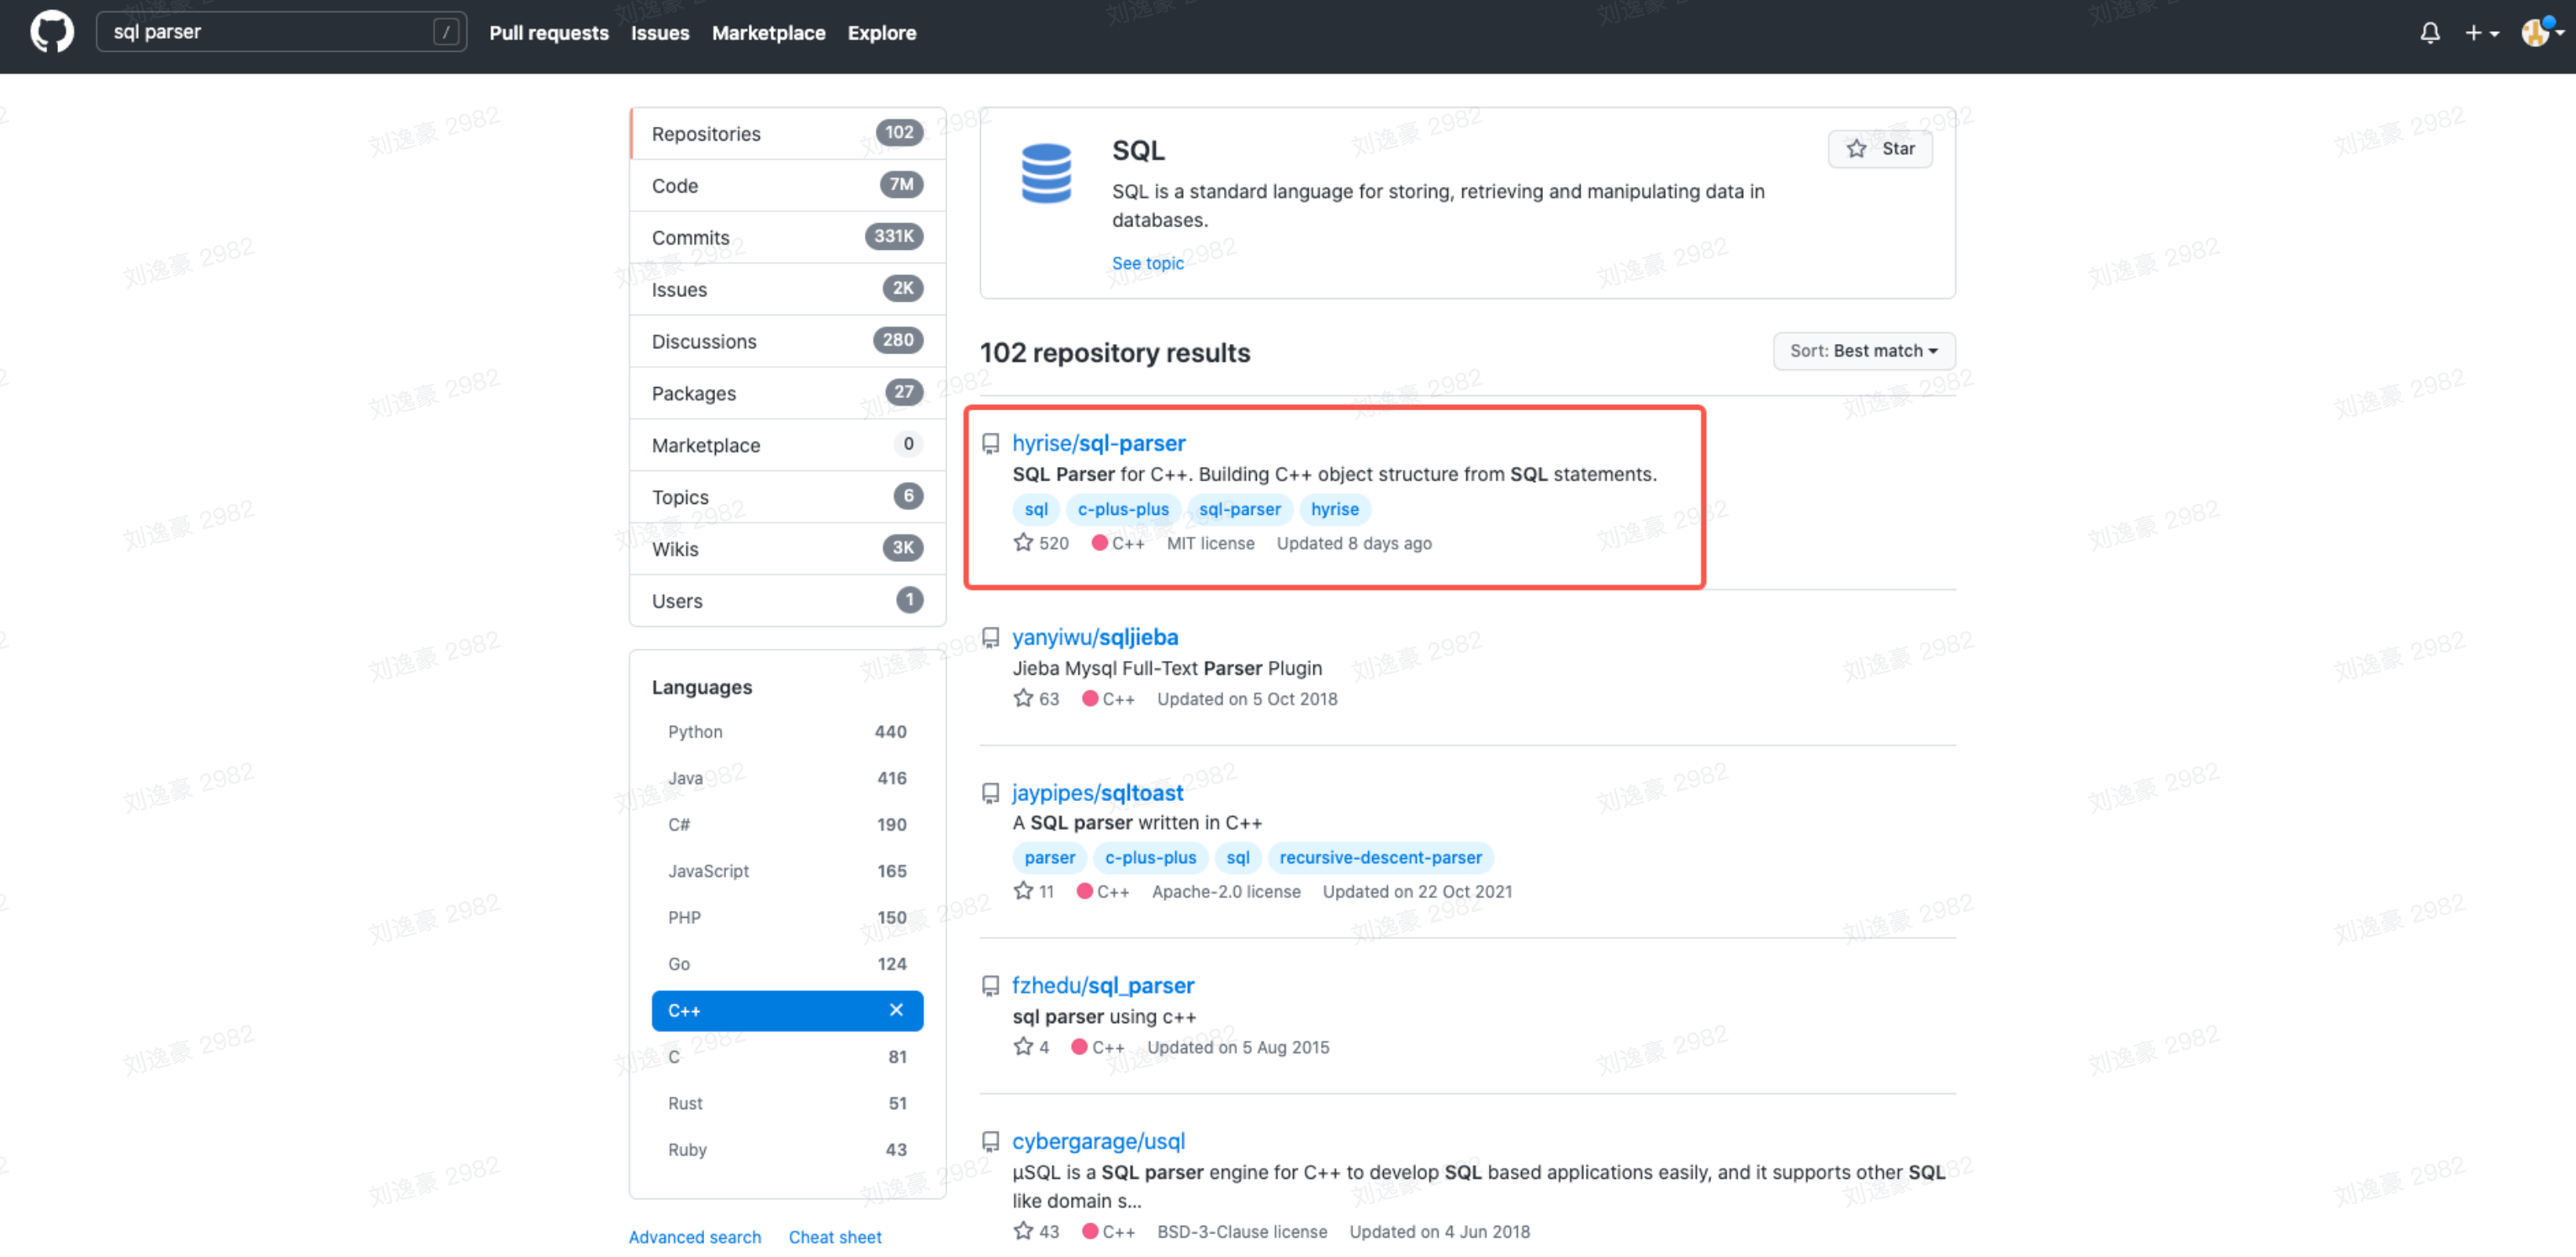 sql parser /
Pull requests Issues Marketplace Explore
Repositories 102
Code 7M
Commits 331K
Issues 2K
Discussions 280
Packages 27
Marketplace 0
Topics 6
Wikis 3K
Users 1
Languages
Python 440
Java 416
C# 190
JavaScript 165
PHP 150
Go 124
C++
C 81
Rust 51
Ruby 43
Advanced search Cheat sheet
SQL
Star
SQL is a standard language for storing, retrieving and manipulating data in
databases.
See topic
102 repository results
Sort: Best match
hyrise/sql-parser
SQL Parser for C++. Building C++ object structure from SQL statements.
sql c-plus-plus sql-parser hyrise
520 C++ MIT license Updated 8 days ago
yanyiwu/sqljieba
Jieba Mysql Full-Text Parser Plugin
63 C++ Updated on 5 Oct 2018
jaypipes/sqltoast
A SQL parser written in C++
parser c-plus-plus sql recursive-descent-parser
11 C++ Apache-2.0 license Updated on 22 Oct 2021
fzhedu/sql_parser
sql parser using c++
4 C++ Updated on 5 Aug 2015
cybergarage/usql
µSQL is a SQL parser engine for C++ to develop SQL based applications easily, and it supports other SQL
like domain s...
43 C++ BSD-3-Clause license Updated on 4 Jun 2018
刘逸豪 2982